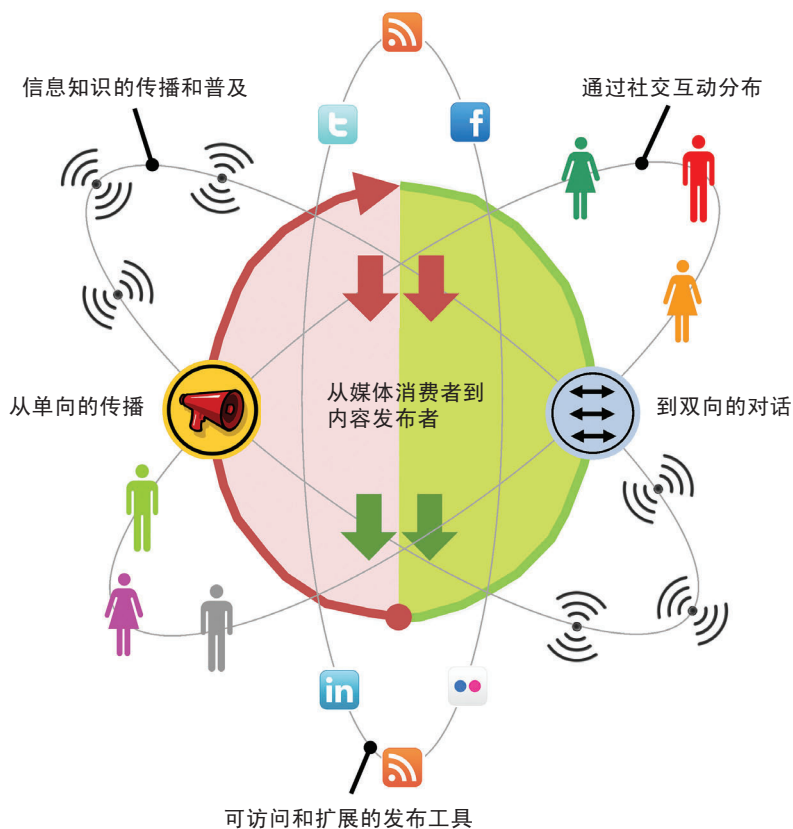 信息知识的传播和普及
通过社交互动分布
t
f
从单向的传播
从媒体消费者到
内容发布者
到双向的对话
in
可访问和扩展的发布工具